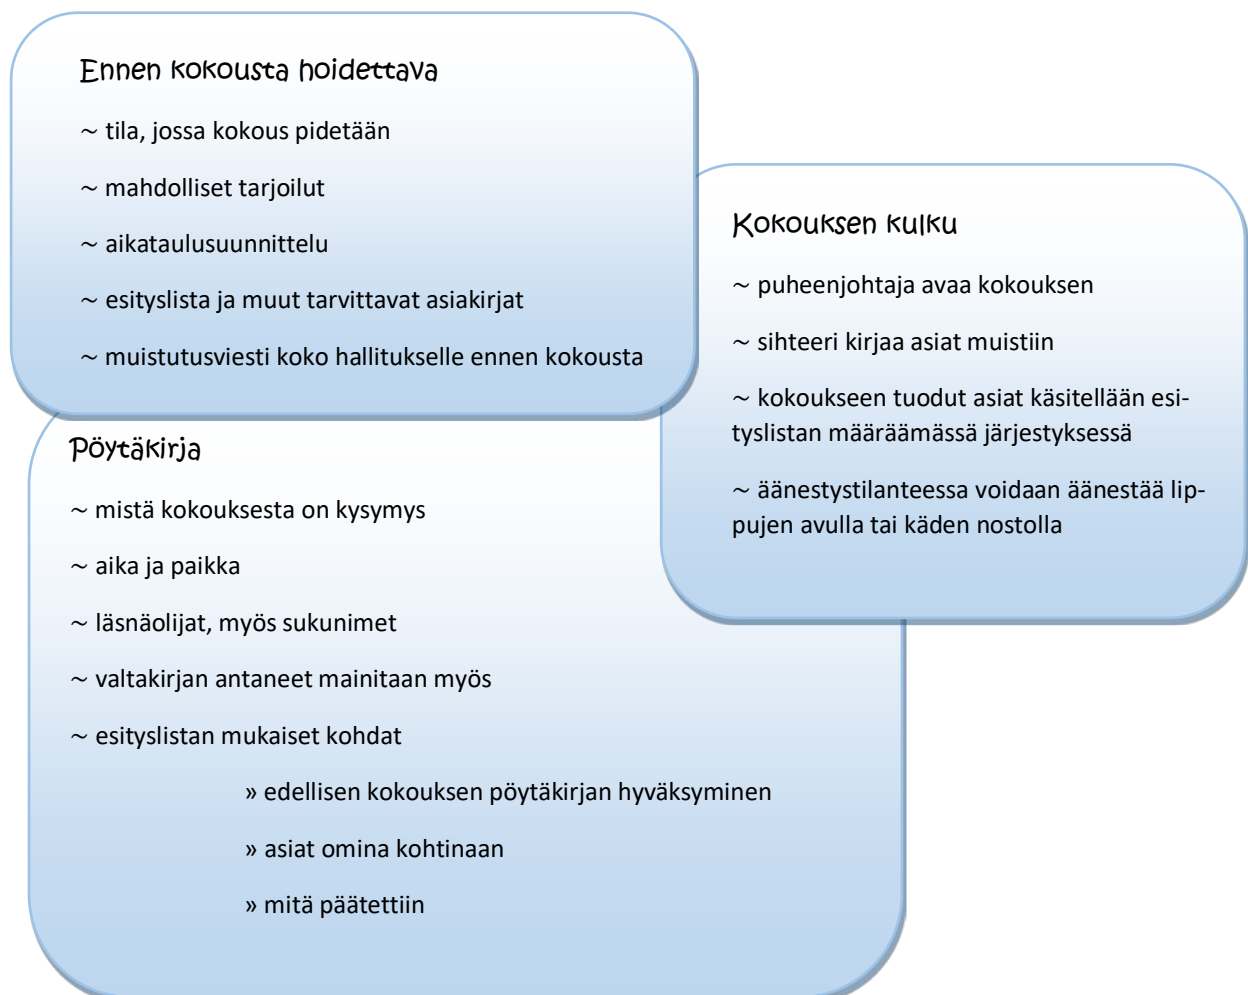 Ennen kokousta hoidettava
~ tila, jossa kokous pidetään
~ mahdolliset tarjoilut
~ aikataulusuunnittelu
~ esityslista ja muut tarvittavat asiakirjat
~ muistutusviesti koko hallitukselle ennen kokousta
Kokouksen kulku
~ puheenjohtaja avaa kokouksen
~ sihteeri kirjaa asiat muistiin
~ kokoukseen tuodut asiat käsitellään esi-
tyslistan määräämässä järjestyksessä
~ äänestystilanteessa voidaan äänestää lip-
pujen avulla tai käden nostolla
Pöytäkirja
~ mistä kokouksesta on kysymys
~ aika ja paikka
~ läsnäolijat, myös sukunimet
~ valtakirjan antaneet mainitaan myös
~ esityslistan mukaiset kohdat
» edellisen kokouksen pöytäkirjan hyväksyminen
» asiat omina kohtinaan
» mitä päätettiin